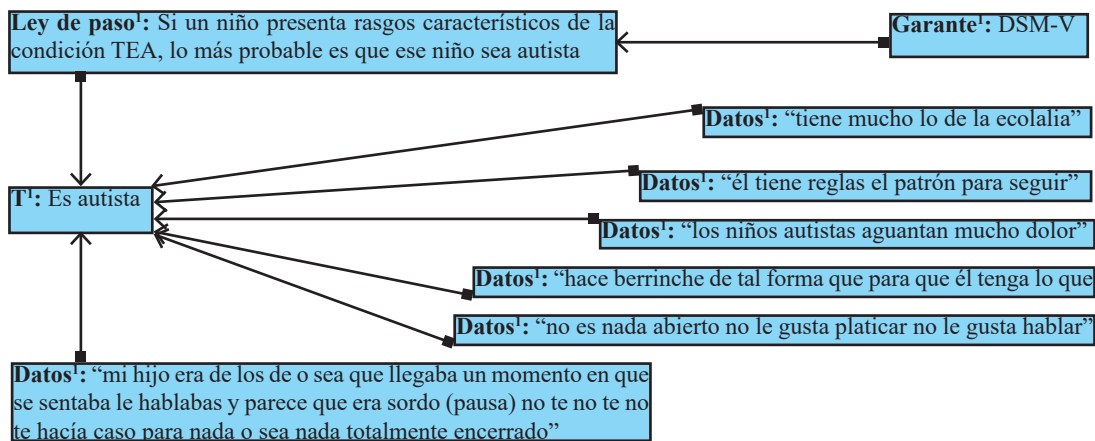 Ley de paso¹: Si un niño presenta rasgos característicos de la
condición TEA, lo más probable es que ese niño sea autista
Garante¹: DSM-V
Datos¹: “tiene mucho lo de la ecolalia”
Datos¹: “él tiene reglas el patrón para seguir”
T¹: Es autista
Datos¹: “los niños autistas aguantan mucho dolor”
Datos¹: “hace berrinche de tal forma que para que él tenga lo que
Datos¹: “no es nada abierto no le gusta platicar no le gusta hablar”
Datos¹: “mi hijo era de los de o sea que llegaba un momento en que
se sentaba le hablabas y parece que era sordo (pausa) no te no te no
te hacía caso para nada o sea nada totalmente encerrado”